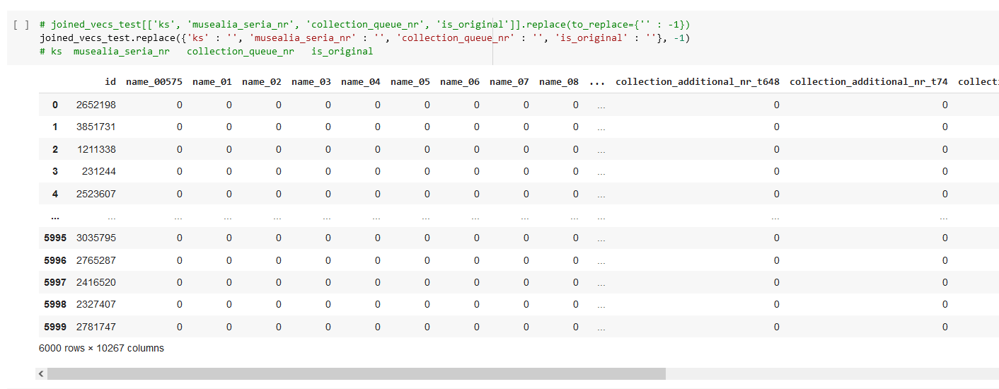 [ ] # joined_vecs_test[['ks', 'musealia_seria_nr', 'collection_queue_nr', 'is_original']].replace(to_replace={'' : -1})
joined_vecs_test.replace({'ks' : '', 'musealia_seria_nr' : '', 'collection_queue_nr' : '', 'is_original' : ''}, -1)
# ks  musealia_seria_nr   collection_queue_nr   is_original
id name_00575 name_01 name_02 name_03 name_04 name_05 name_06 name_07 name_08 ... collection_additional_nr_t648 collection_additional_nr_t74 collecti
0 2652198 0 0 0 0 0 0 0 0 0 ... 0 0
1 3851731 0 0 0 0 0 0 0 0 0 ... 0 0
2 1211338 0 0 0 0 0 0 0 0 0 ... 0 0
3 231244 0 0 0 0 0 0 0 0 0 ... 0 0
4 2523607 0 0 0 0 0 0 0 0 0 ... 0 0
... ... ... ... ... ... ... ... ... ... ... ... ... ...
5995 3035795 0 0 0 0 0 0 0 0 0 ... 0 0
5996 2765287 0 0 0 0 0 0 0 0 0 ... 0 0
5997 2416520 0 0 0 0 0 0 0 0 0 ... 0 0
5998 2327407 0 0 0 0 0 0 0 0 0 ... 0 0
5999 2781747 0 0 0 0 0 0 0 0 0 ... 0 0
6000 rows × 10267 columns